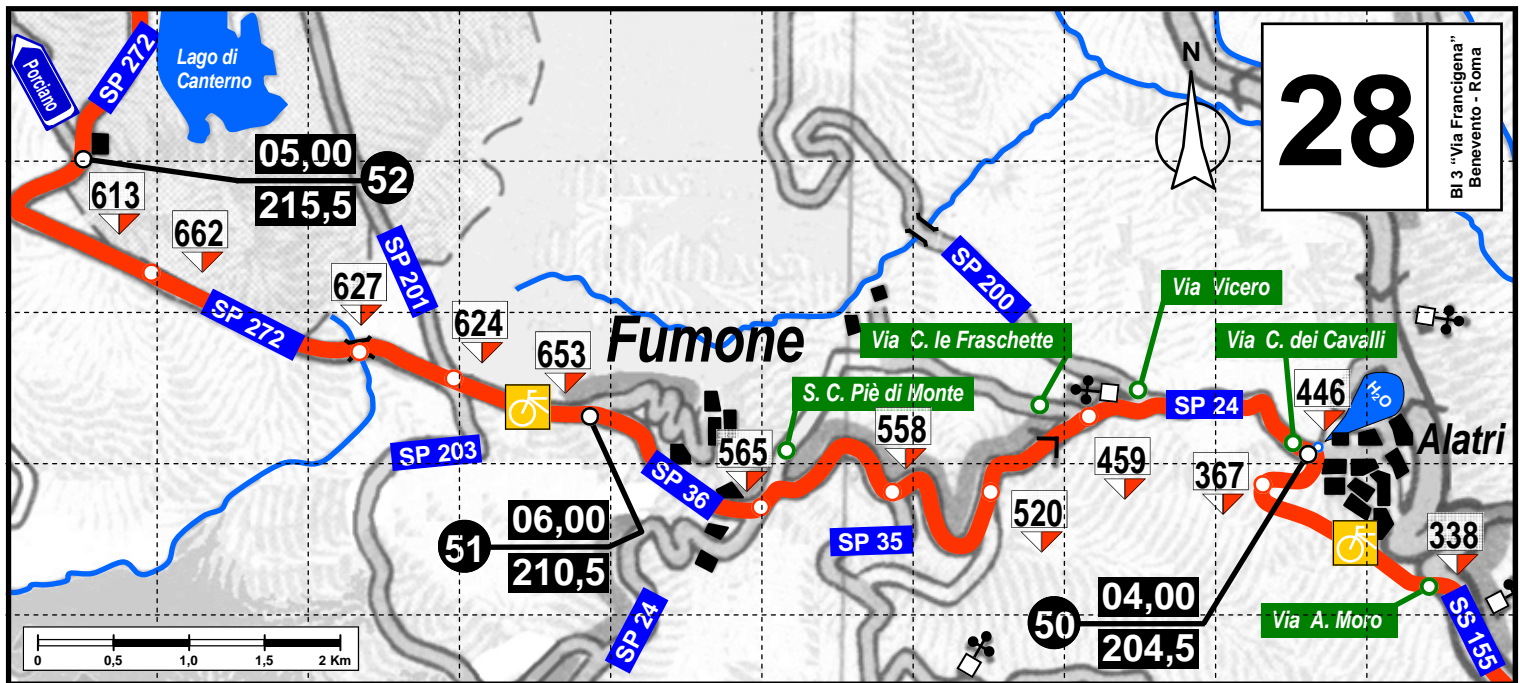 SP 272
Porciano
Lago di
Canterno
05,00
52
215,5
613
662
SP 272
627
SP 201
624
653
Fumone
SP 203
SP 36
565
51
06,00
210,5
SP 24
S. C. Piè di Monte
558
SP 35
520
Via C. le Fraschette
SP 200
Via Vicero
Via C. dei Cavalli
SP 24
446
H2O
Alatri
459
367
338
50
04,00
204,5
Via A. Moro
SS 155
N
28
BI 3 "Via Francigena"
Benevento - Roma
0 0,5 1,0 1,5 2 Km